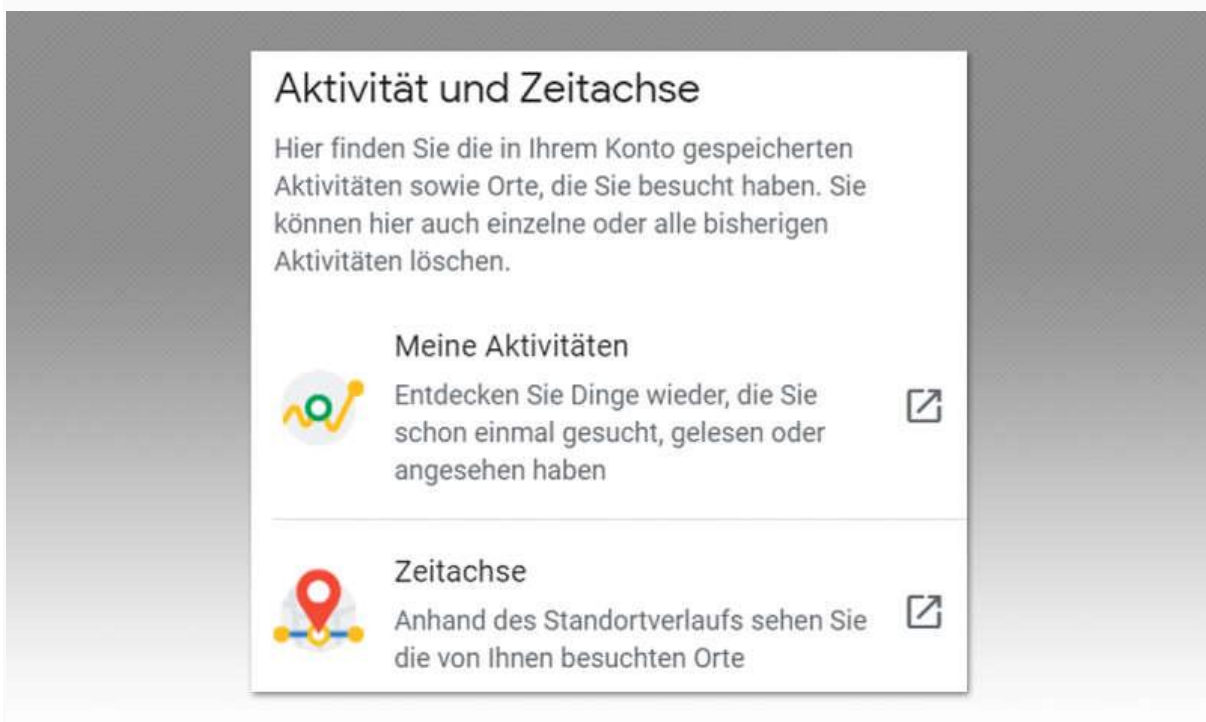 Aktivität und Zeitachse
Hier finden Sie die in Ihrem Konto gespeicherten
Aktivitäten sowie Orte, die Sie besucht haben. Sie
können hier auch einzelne oder alle bisherigen
Aktivitäten löschen.
Meine Aktivitäten
Entdecken Sie Dinge wieder, die Sie
schon einmal gesucht, gelesen oder
angesehen haben
Zeitachse
Anhand des Standortverlaufs sehen Sie
die von Ihnen besuchten Orte